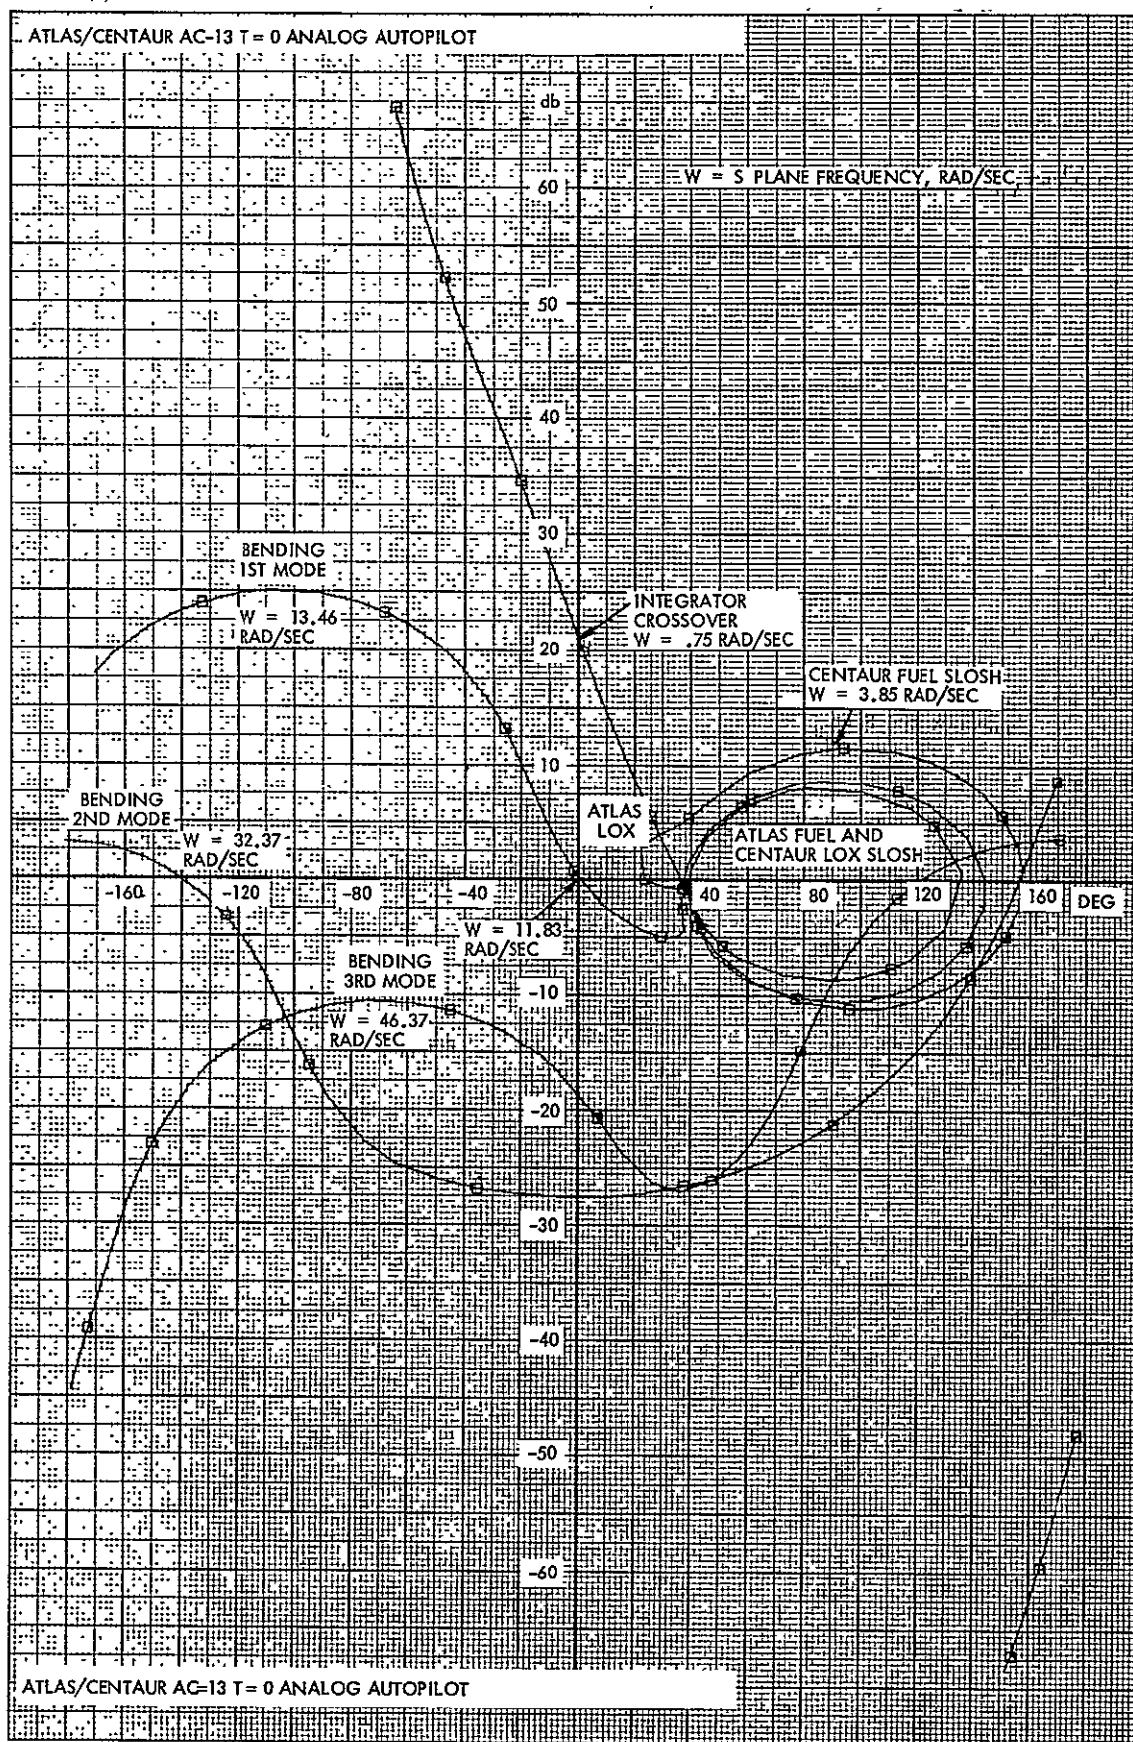 ATLAS/CENTAUR AC-13 T = 0 ANALOG AUTOPILOT
db
W = S PLANE FREQUENCY, RAD/SEC,
60
50
40
30
BENDING
1ST MODE
W = 13.46
RAD/SEC
INTEGRATOR
CROSSOVER
W = .75 RAD/SEC
20
CENTAUR FUEL SLOSH
W = 3.85 RAD/SEC
10
BENDING
2ND MODE
W = 32.37
RAD/SEC
ATLAS
LOX
ATLAS FUEL AND
CENTAUR LOX SLOSH
-160 -120 -80 -40 40 80 120 160 DEG
W = 11.83
RAD/SEC
BENDING
3RD MODE
W = 46.37
RAD/SEC
-10
-20
-30
-40
-50
-60
ATLAS/CENTAUR AC=13 T = 0 ANALOG AUTOPILOT